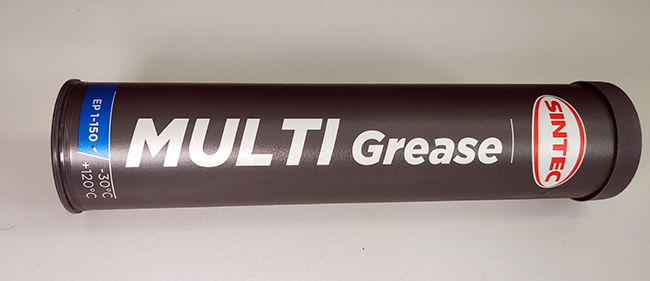 EP 1-150
-30°C
+120°C
MULTI Grease
SINTEC